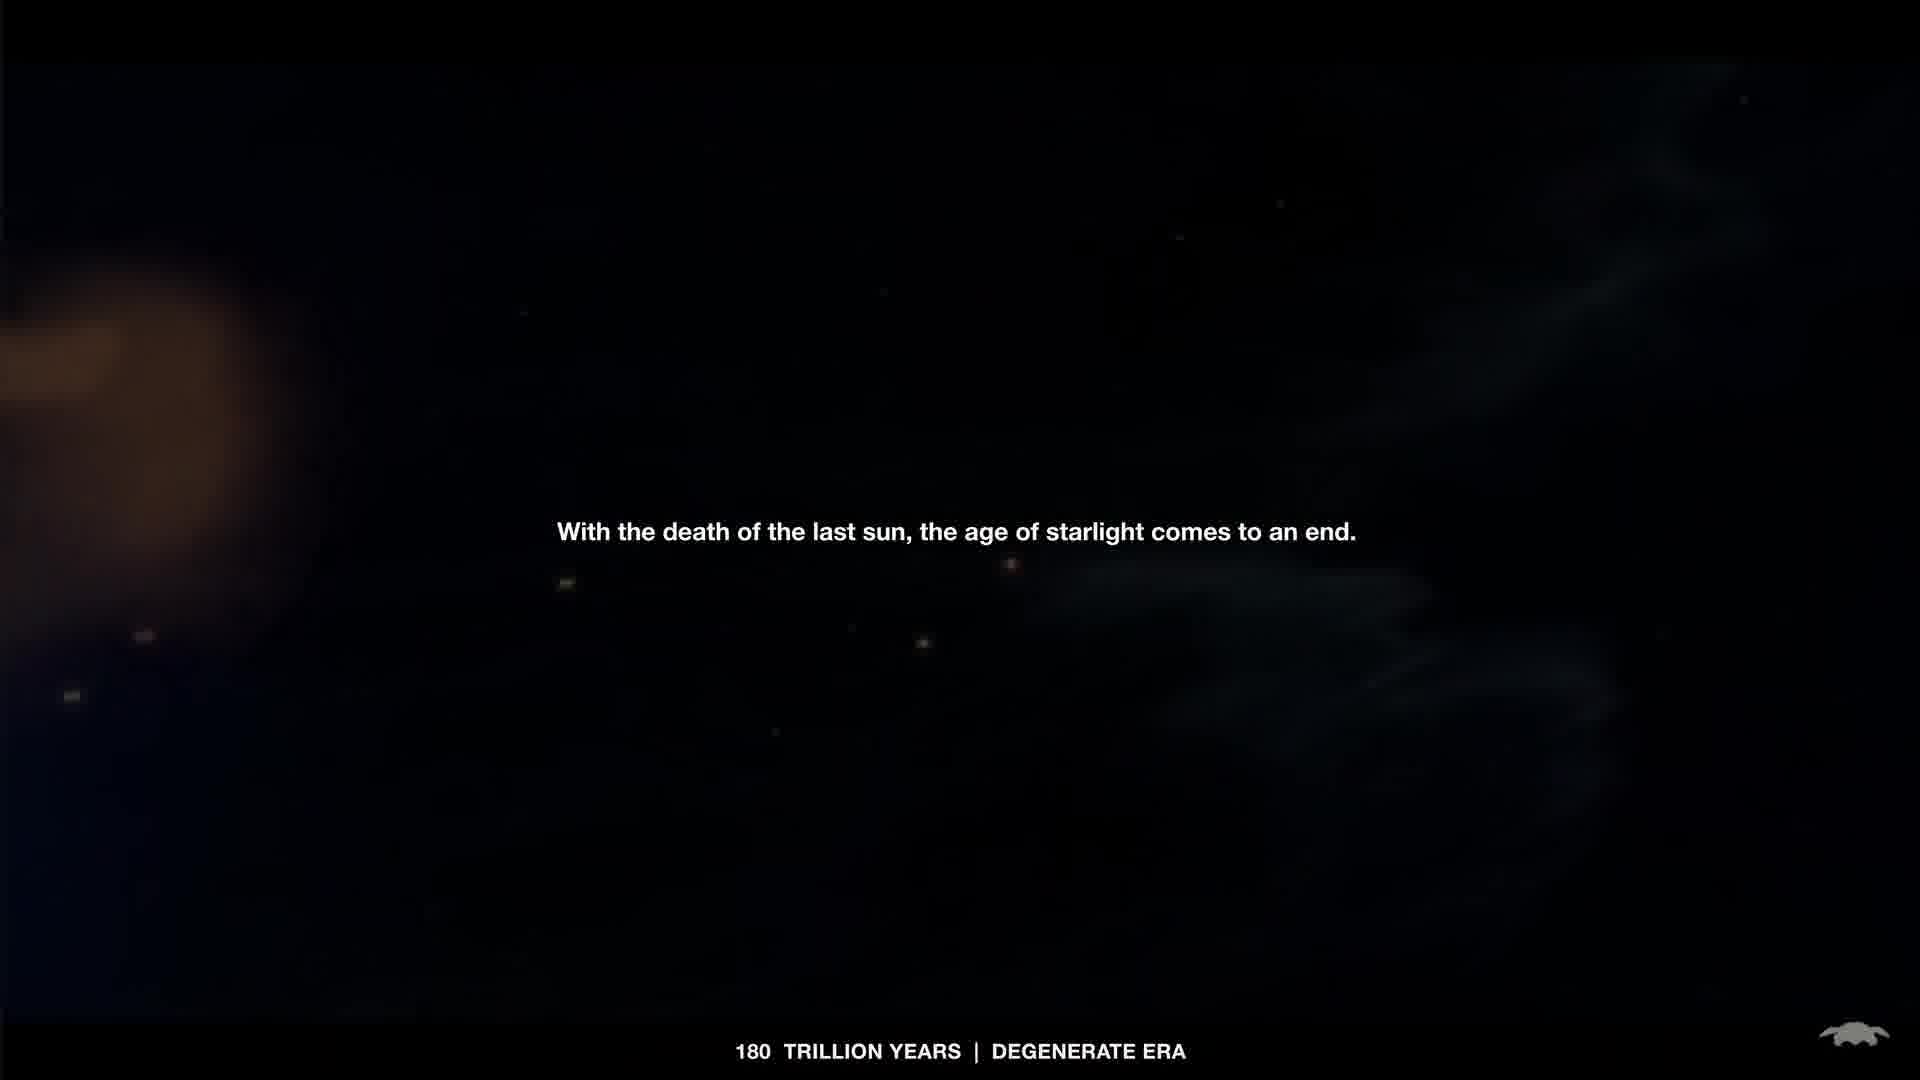 With the death of the last sun, the age of starlight comes to an end.
180 TRILLION YEARS | DEGENERATE ERA